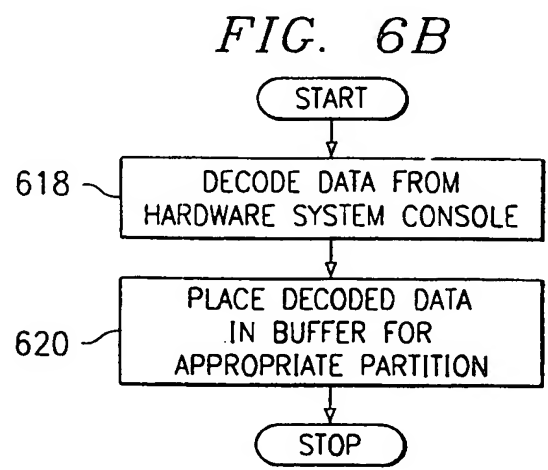 FIG. 6B
START
618
DECODE DATA FROM
HARDWARE SYSTEM CONSOLE
620
PLACE DECODED DATA
IN BUFFER FOR
APPROPRIATE PARTITION
STOP